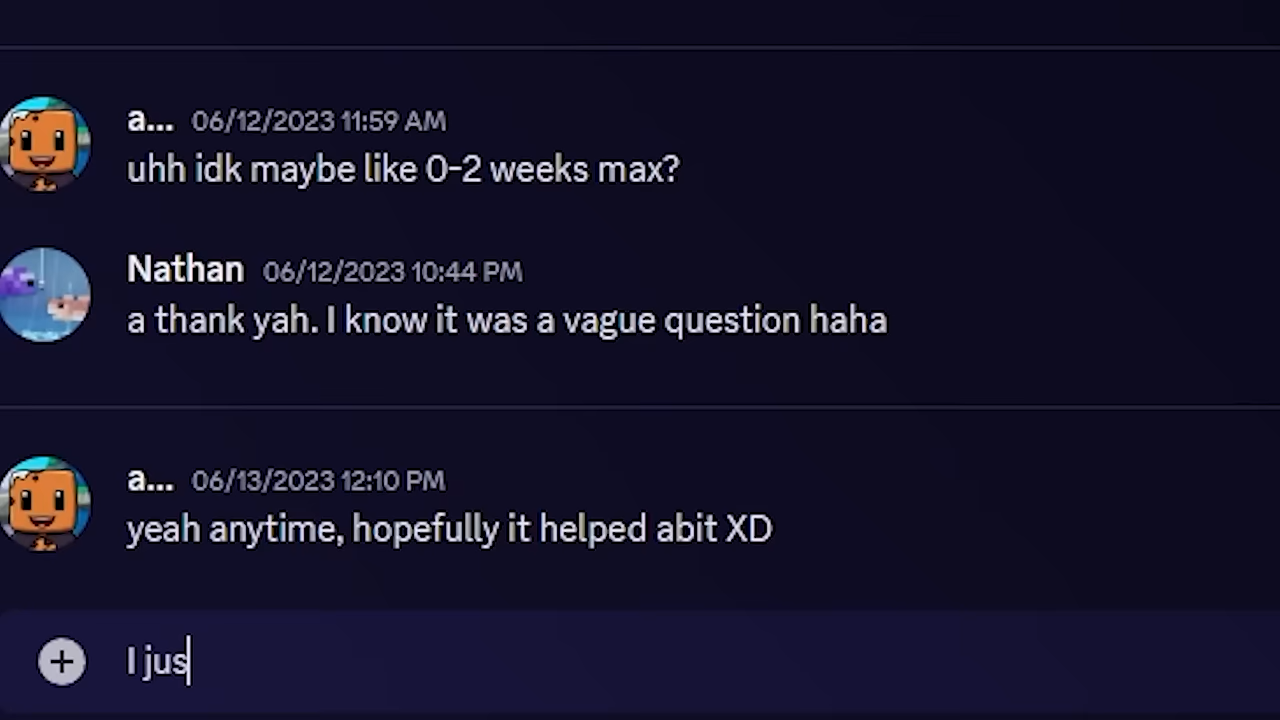 a... 06/12/2023 11:59 AM
uhh idk maybe like 0-2 weeks max?
Nathan 06/12/2023 10:44 PM
a thank yah. I know it was a vague question haha
a... 06/13/2023 12:10 PM
yeah anytime, hopefully it helped abit XD
I jus